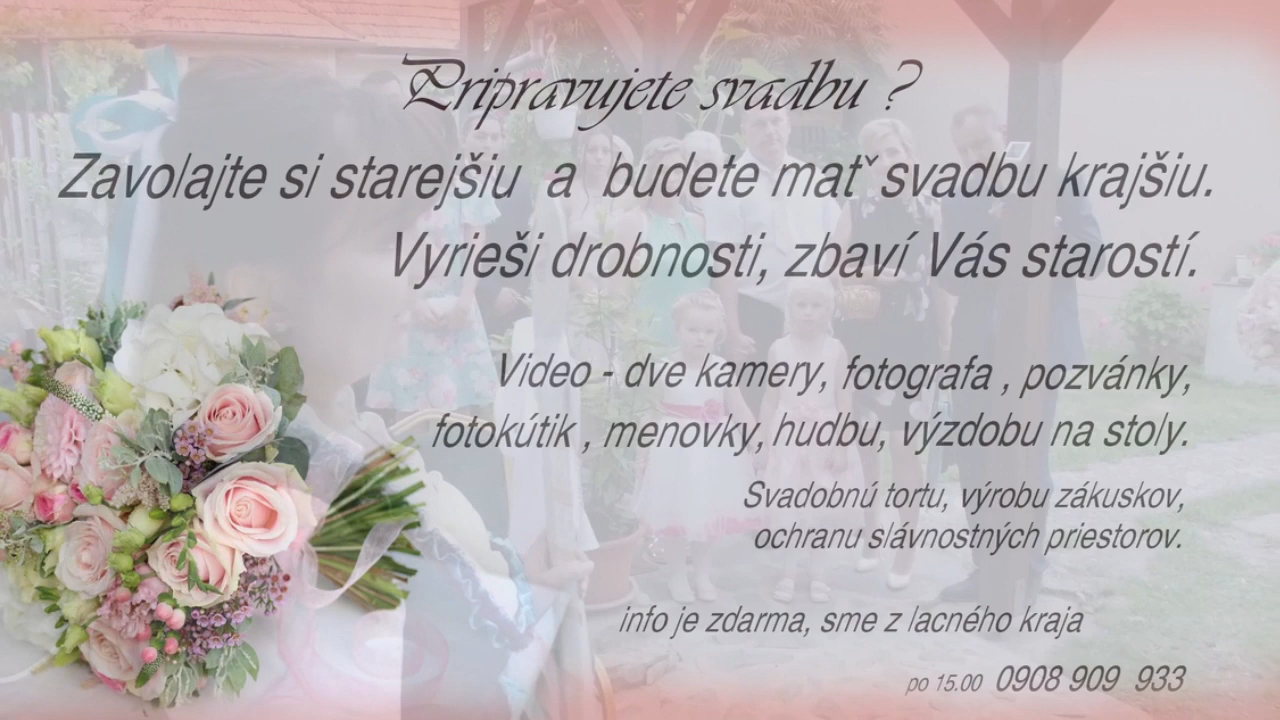 Pripravujete svadbu ?
Zavolajte si starejšiu a budete matˇ svadbu krajšiu.
Vyrieši drobnosti, zbaví Vás starostí.
Video - dve kamery, fotografa , pozvánky,
fotokútik , menovky, hudbu, výzdobu na stoly.
Svadobnú tortu, výrobu zákuskov,
ochranu slávnostných priestorov.
info je zdarma, sme z lacného kraja
po 15.00 0908 909 933